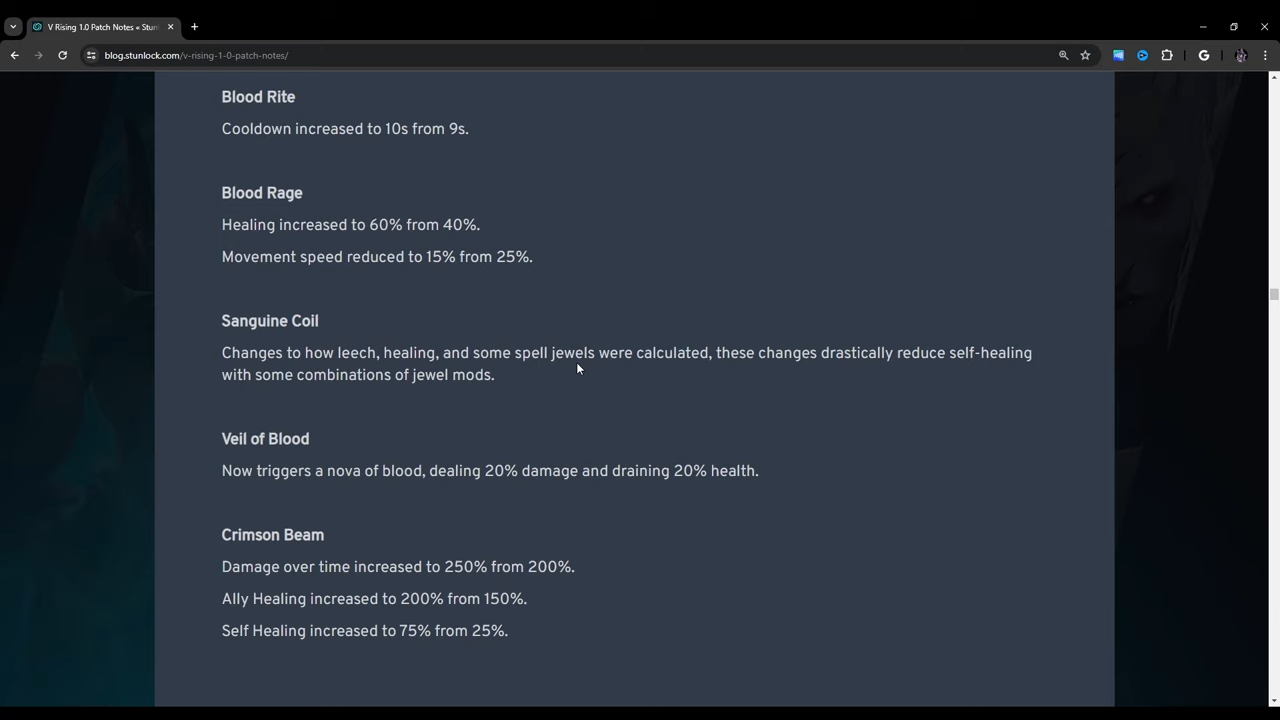 V Rising 1.0 Patch Notes « Stun
blog.stunlock.com/v-rising-1-0-patch-notes/
Blood Rite
Cooldown increased to 10s from 9s.
Blood Rage
Healing increased to 60% from 40%.
Movement speed reduced to 15% from 25%.
Sanguine Coil
Changes to how leech, healing, and some spell jewels were calculated, these changes drastically reduce self-healing
with some combinations of jewel mods.
Veil of Blood
Now triggers a nova of blood, dealing 20% damage and draining 20% health.
Crimson Beam
Damage over time increased to 250% from 200%.
Ally Healing increased to 200% from 150%.
Self Healing increased to 75% from 25%.